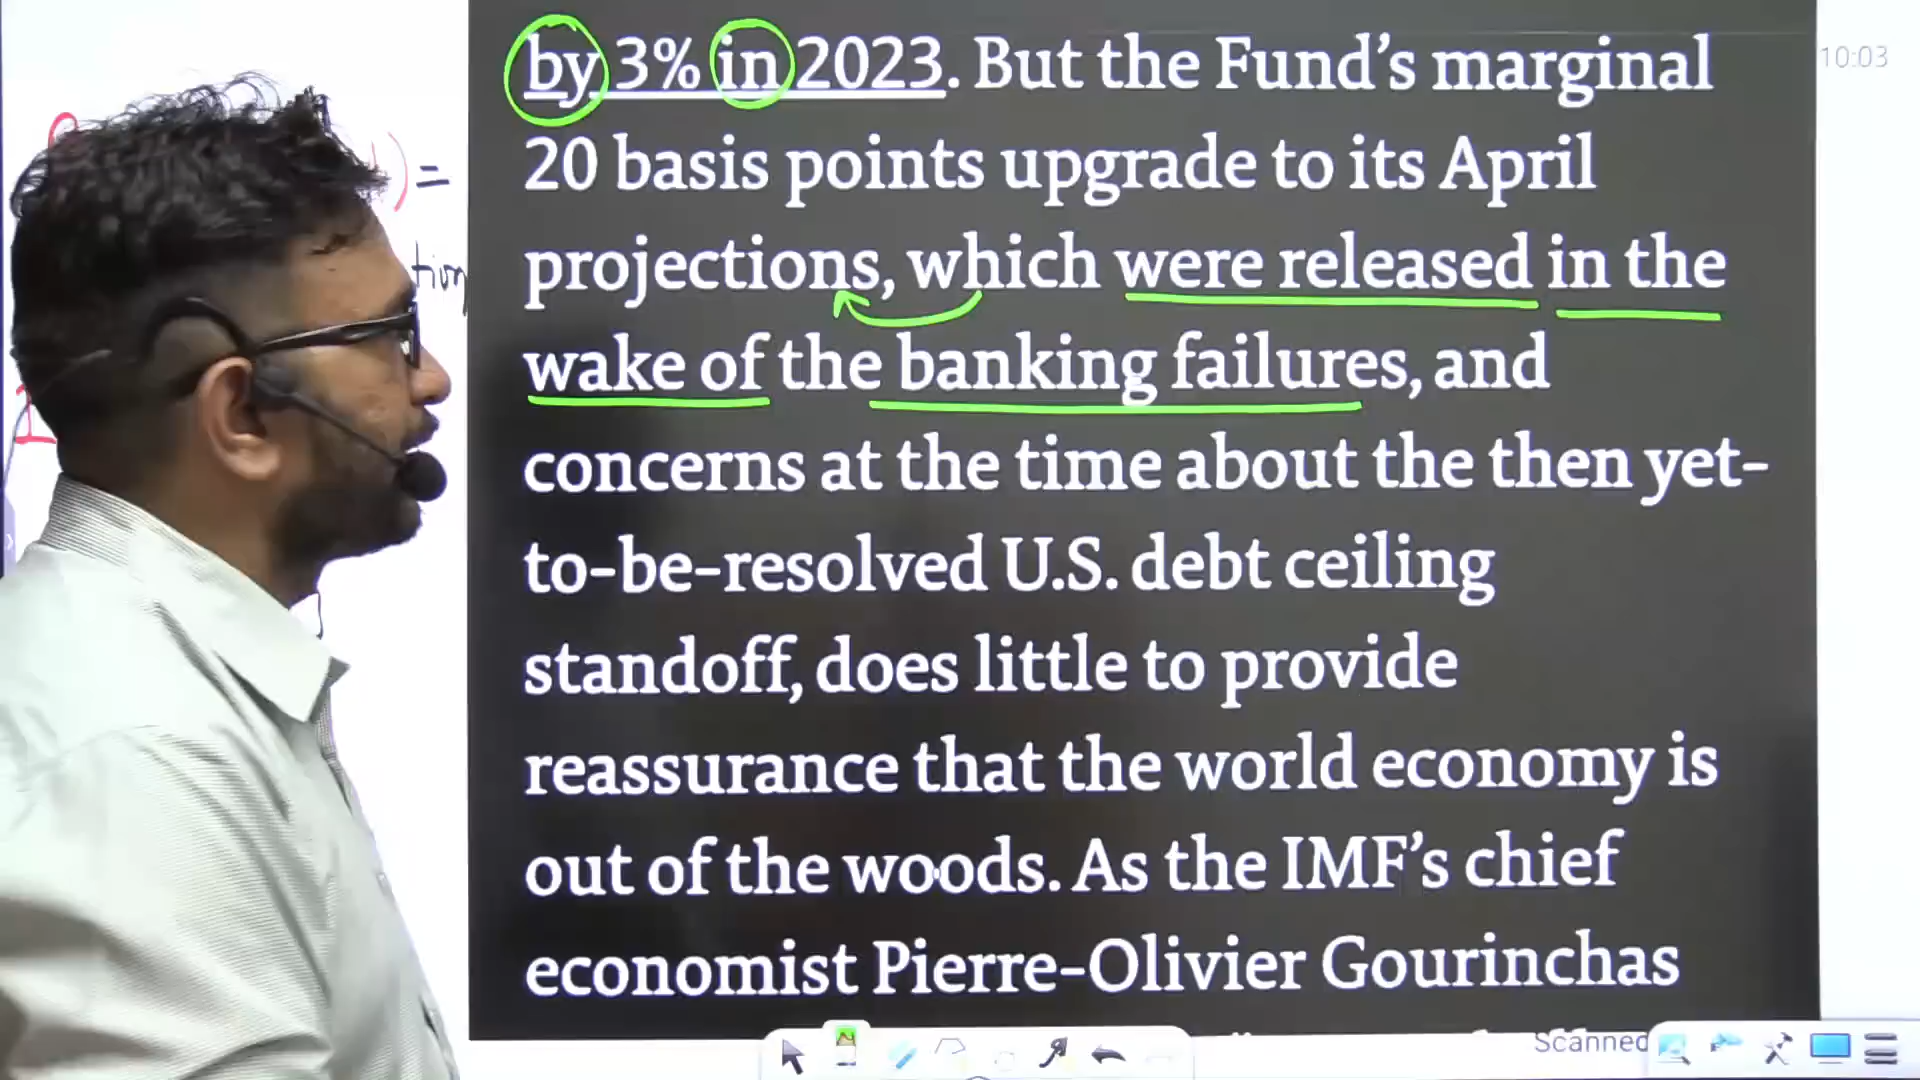 by 3% in 2023. But the Fund's marginal
10:03
20 basis points upgrade to its April
) =
projections, which were released in the
tion
wake of the banking failures, and
concerns at the time about the then yet-
to-be-resolved U.S. debt ceiling
standoff, does little to provide
reassurance that the world economy is
out of the woods. As the IMF's chief
economist Pierre-Olivier Gourinchas
Scanned